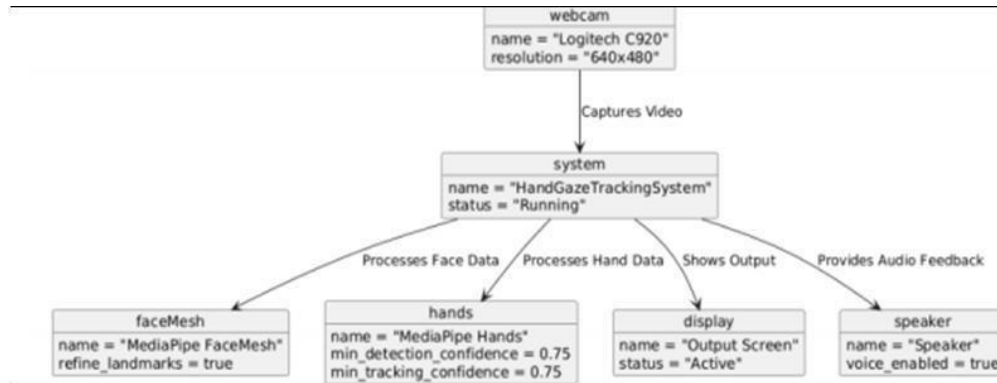 webcam
name = "Logitech C920"
resolution = "640x480"
Captures Video
system
name = "HandGazeTrackingSystem"
status = "Running"
Processes Face Data
Processes Hand Data
Shows Output
Provides Audio Feedback
faceMesh
name = "MediaPipe FaceMesh"
refine_landmarks = true
hands
name = "MediaPipe Hands"
min_detection_confidence = 0.75
min_tracking_confidence = 0.75
display
name = "Output Screen"
status = "Active"
speaker
name = "Speaker"
voice_enabled = true